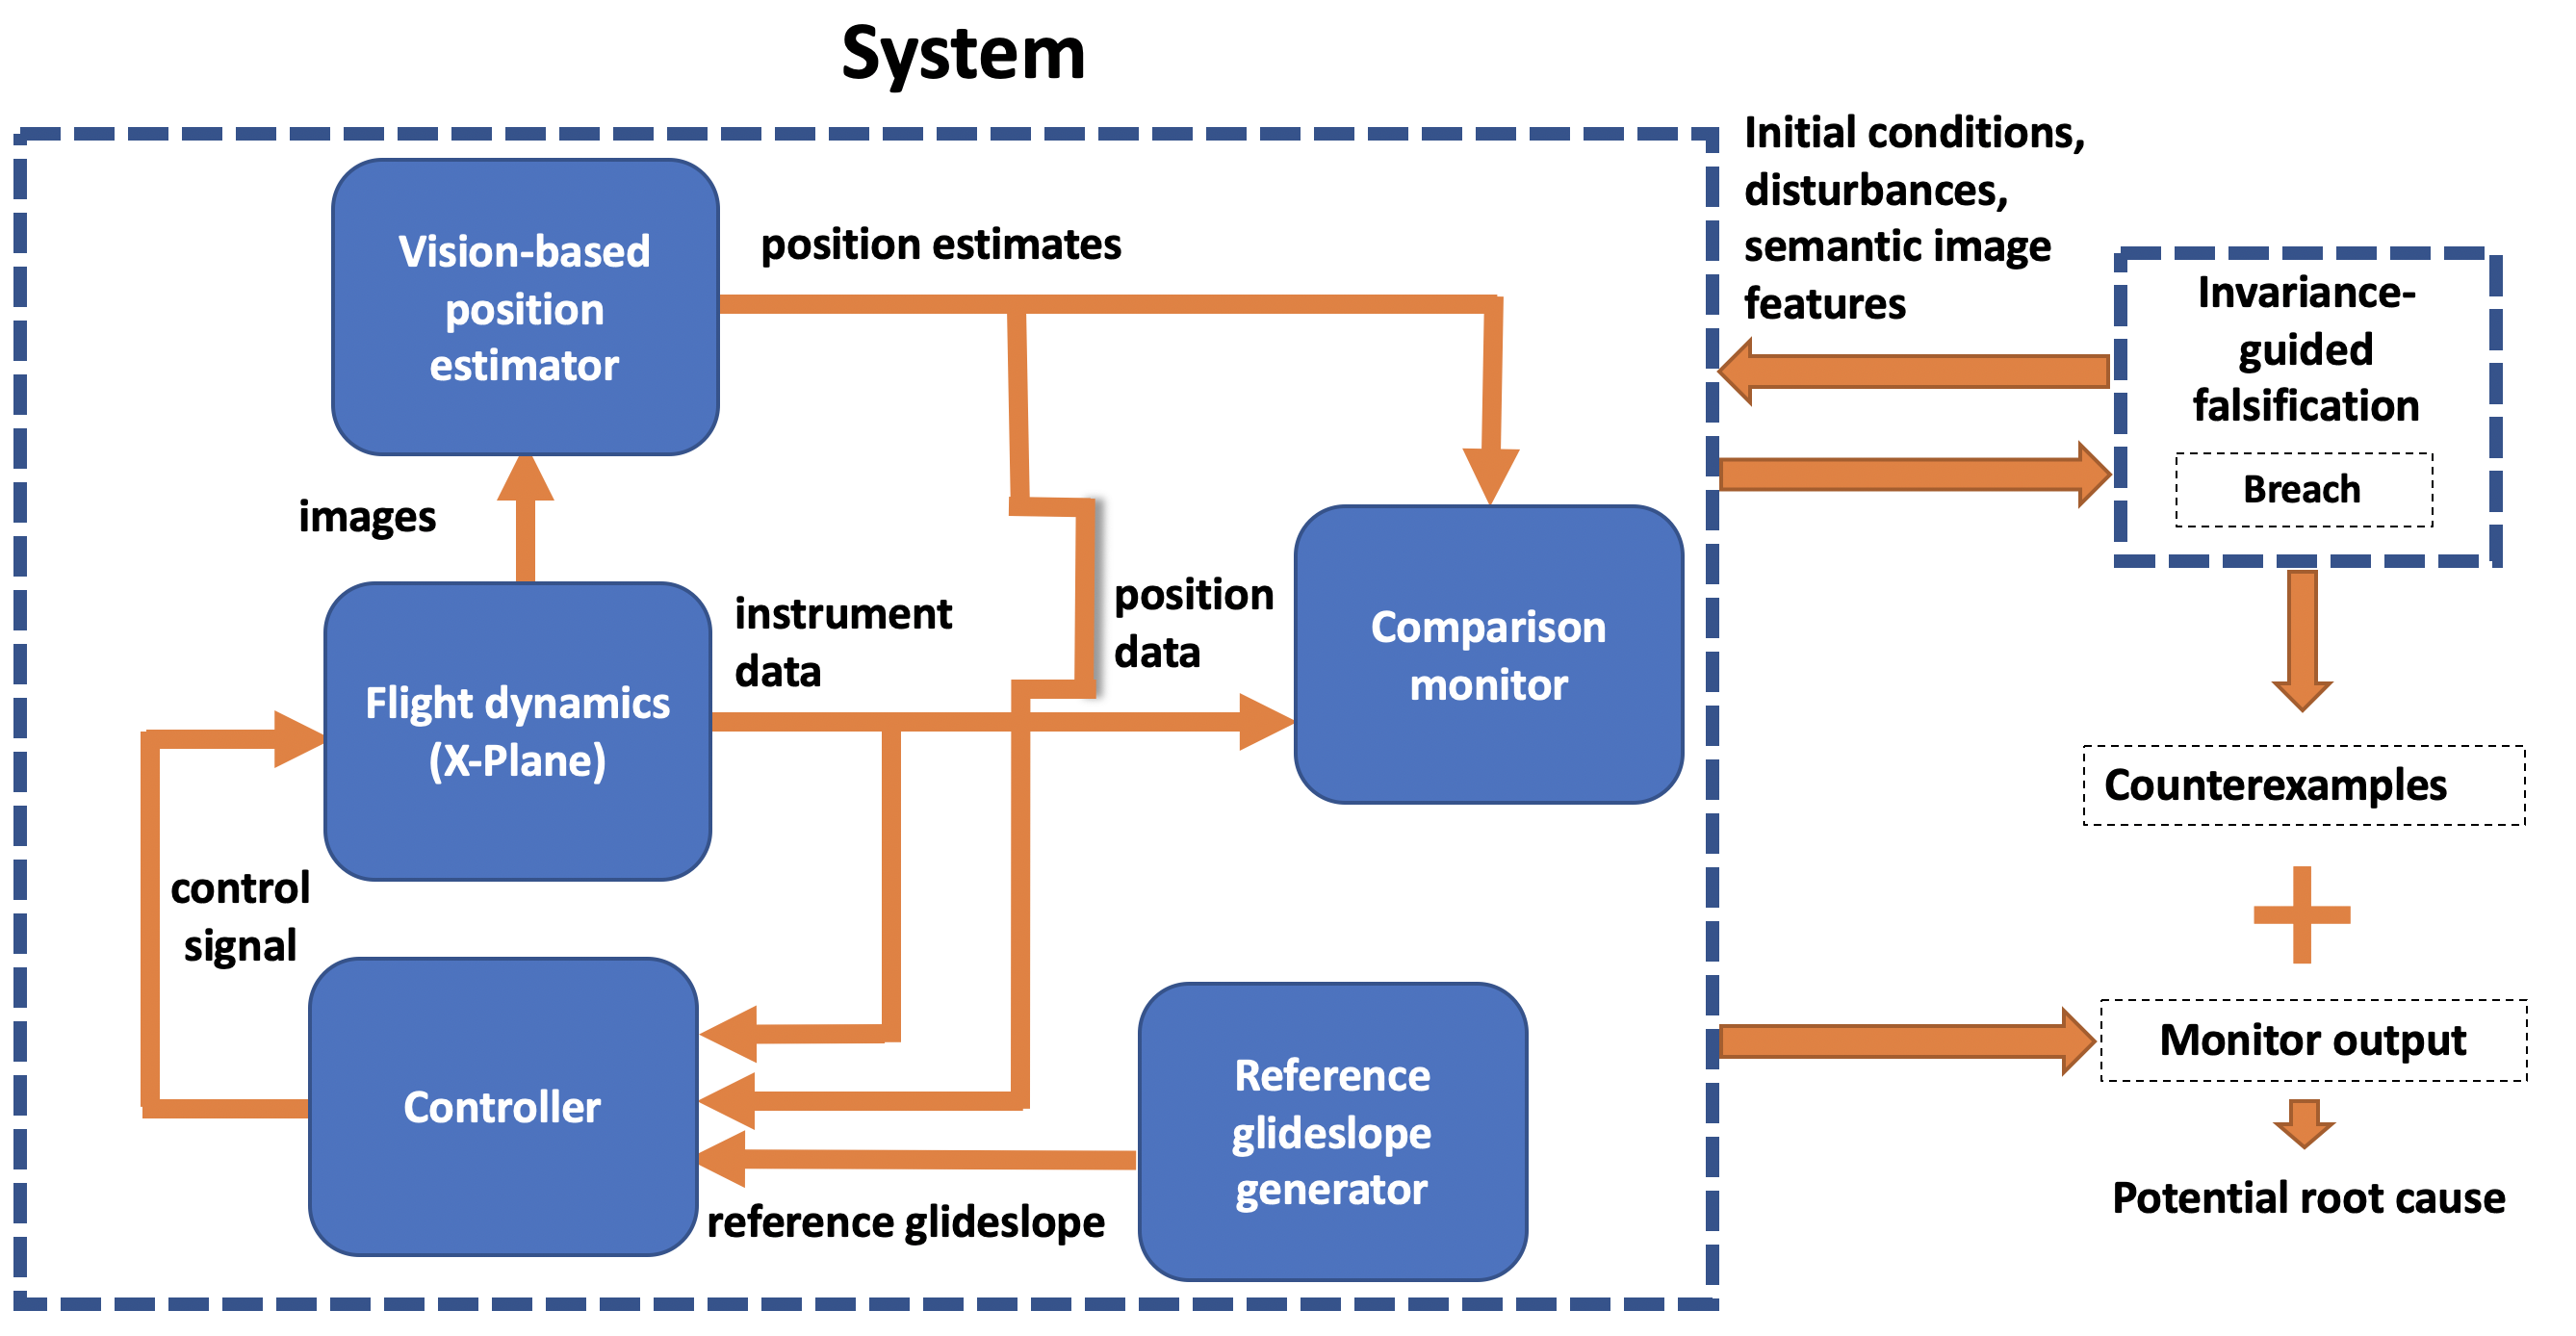 System
Initial conditions,
disturbances,
semantic image
features
Vision-based
position
estimator
position estimates
Invariance-
guided
falsification
Breach
images
instrument
data
position
data
Comparison
monitor
Flight dynamics
(X-Plane)
Counterexamples
control
signal
Controller
Reference
glideslope
generator
Monitor output
reference glideslope
Potential root cause